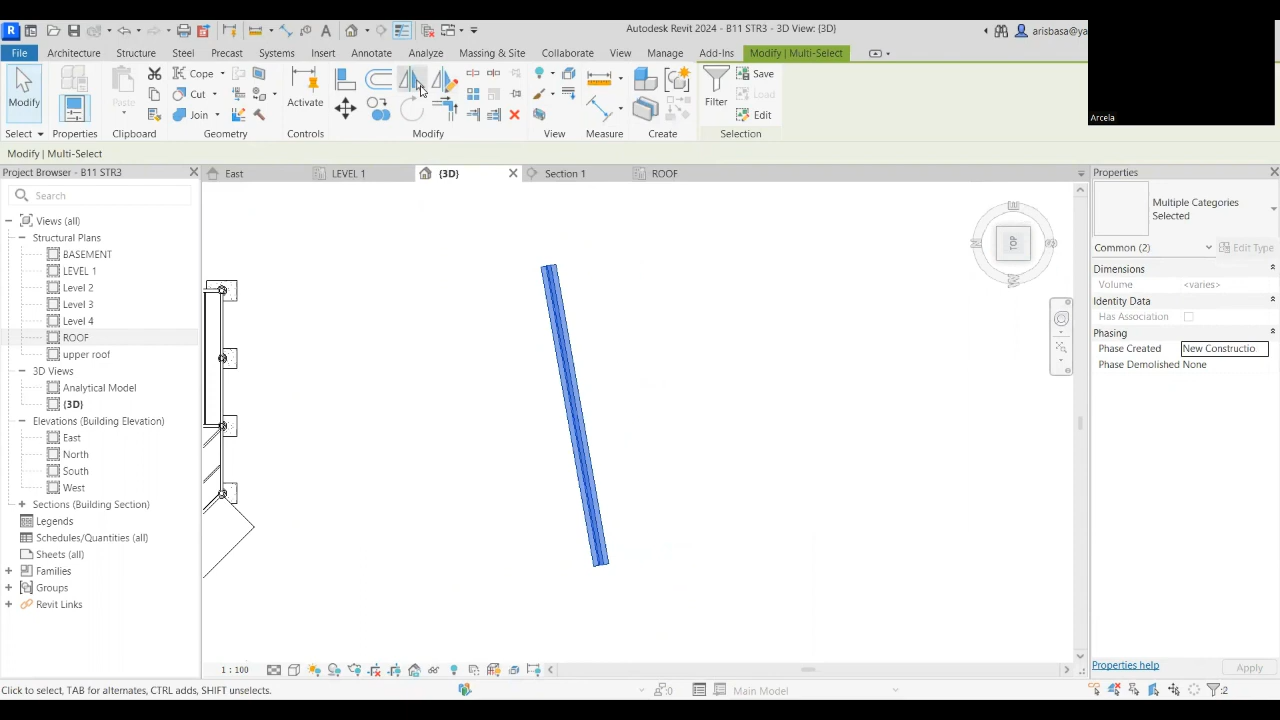 Autodesk Revit 2024 - B11 STR3 - 3D View: {3D}
arisbasa@ya
File Architecture Structure Steel Precast Systems Insert Annotate Analyze Massing & Site Collaborate View Manage Addins Modify | Multi-Select
Modify
Paste
Cope
Cut
Join
Activate
Filter
Save
Load
Edit
Select Properties Clipboard Geometry Controls Modify View Measure Create Selection
Arcela
Modify | Multi-Select
Project Browser - B11 STR3
East LEVEL 1 {3D} Section 1 ROOF
Search
Views (all)
Structural Plans
BASEMENT
LEVEL 1
Level 2
Level 3
Level 4
ROOF
upper roof
3D Views
Analytical Model
{3D}
Elevations (Building Elevation)
East
North
South
West
Sections (Building Section)
Legends
Schedules/Quantities (all)
Sheets (all)
Families
Groups
Revit Links
TOP
Properties
Multiple Categories
Selected
Common (2) Edit Type
Dimensions
Volume <varies>
Identity Data
Has Association
Phasing
Phase Created New Constructio
Phase Demolished None
Properties help Apply
1 : 100
Click to select, TAB for alternates, CTRL adds, SHIFT unselects.
:0 Main Model :2